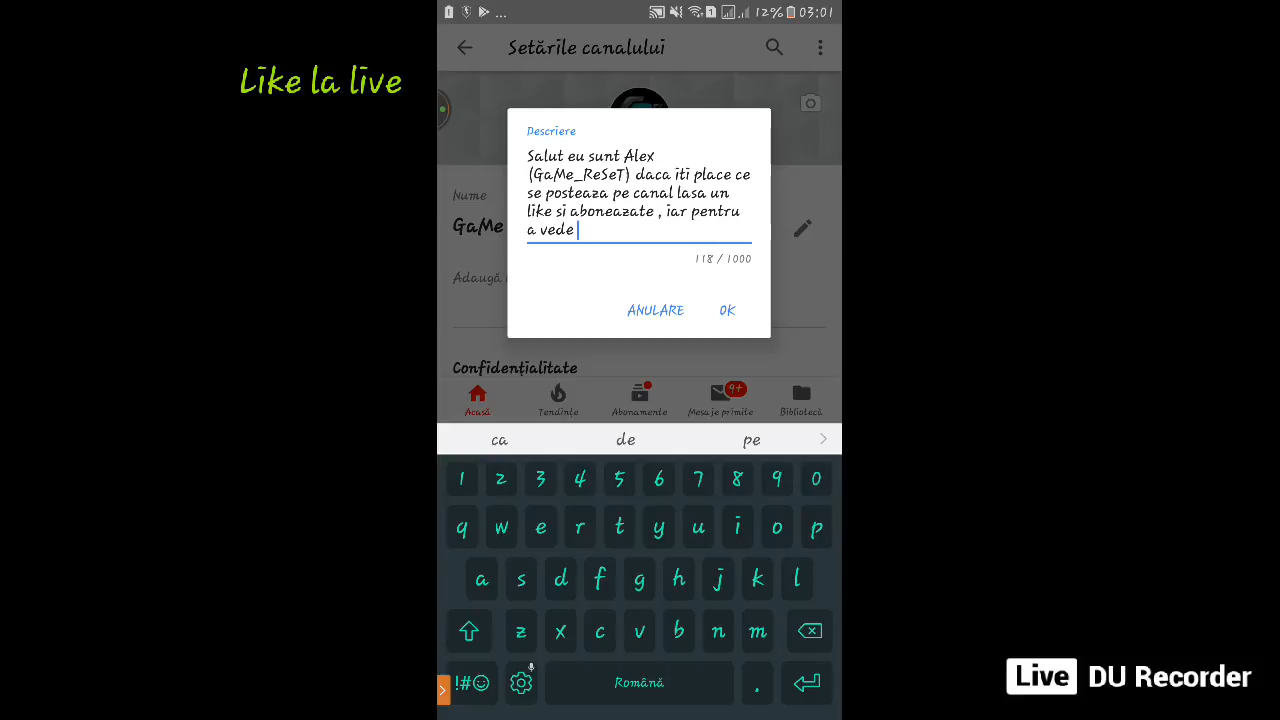 ... 12% 03:01
Setările canalului
Like la live
Descriere
Salut eu sunt Alex
(GaMe_ReSeT) daca iti place ce
se posteaza pe canal lasa un
like si aboneazate , iar pentru
a vede
118 / 1000
ANULARE OK
Nume
GaMe
Adaugă
Confidențialitate
9+
Acasă Tendințe Abonamente Mesaje primite Bibliotecă
ca de pe
1 2 3 4 5 6 7 8 9 0
q w e r t y u i o p
a s d f g h j k l
z x c v b n m
!#☺ Română .
Live DU Recorder